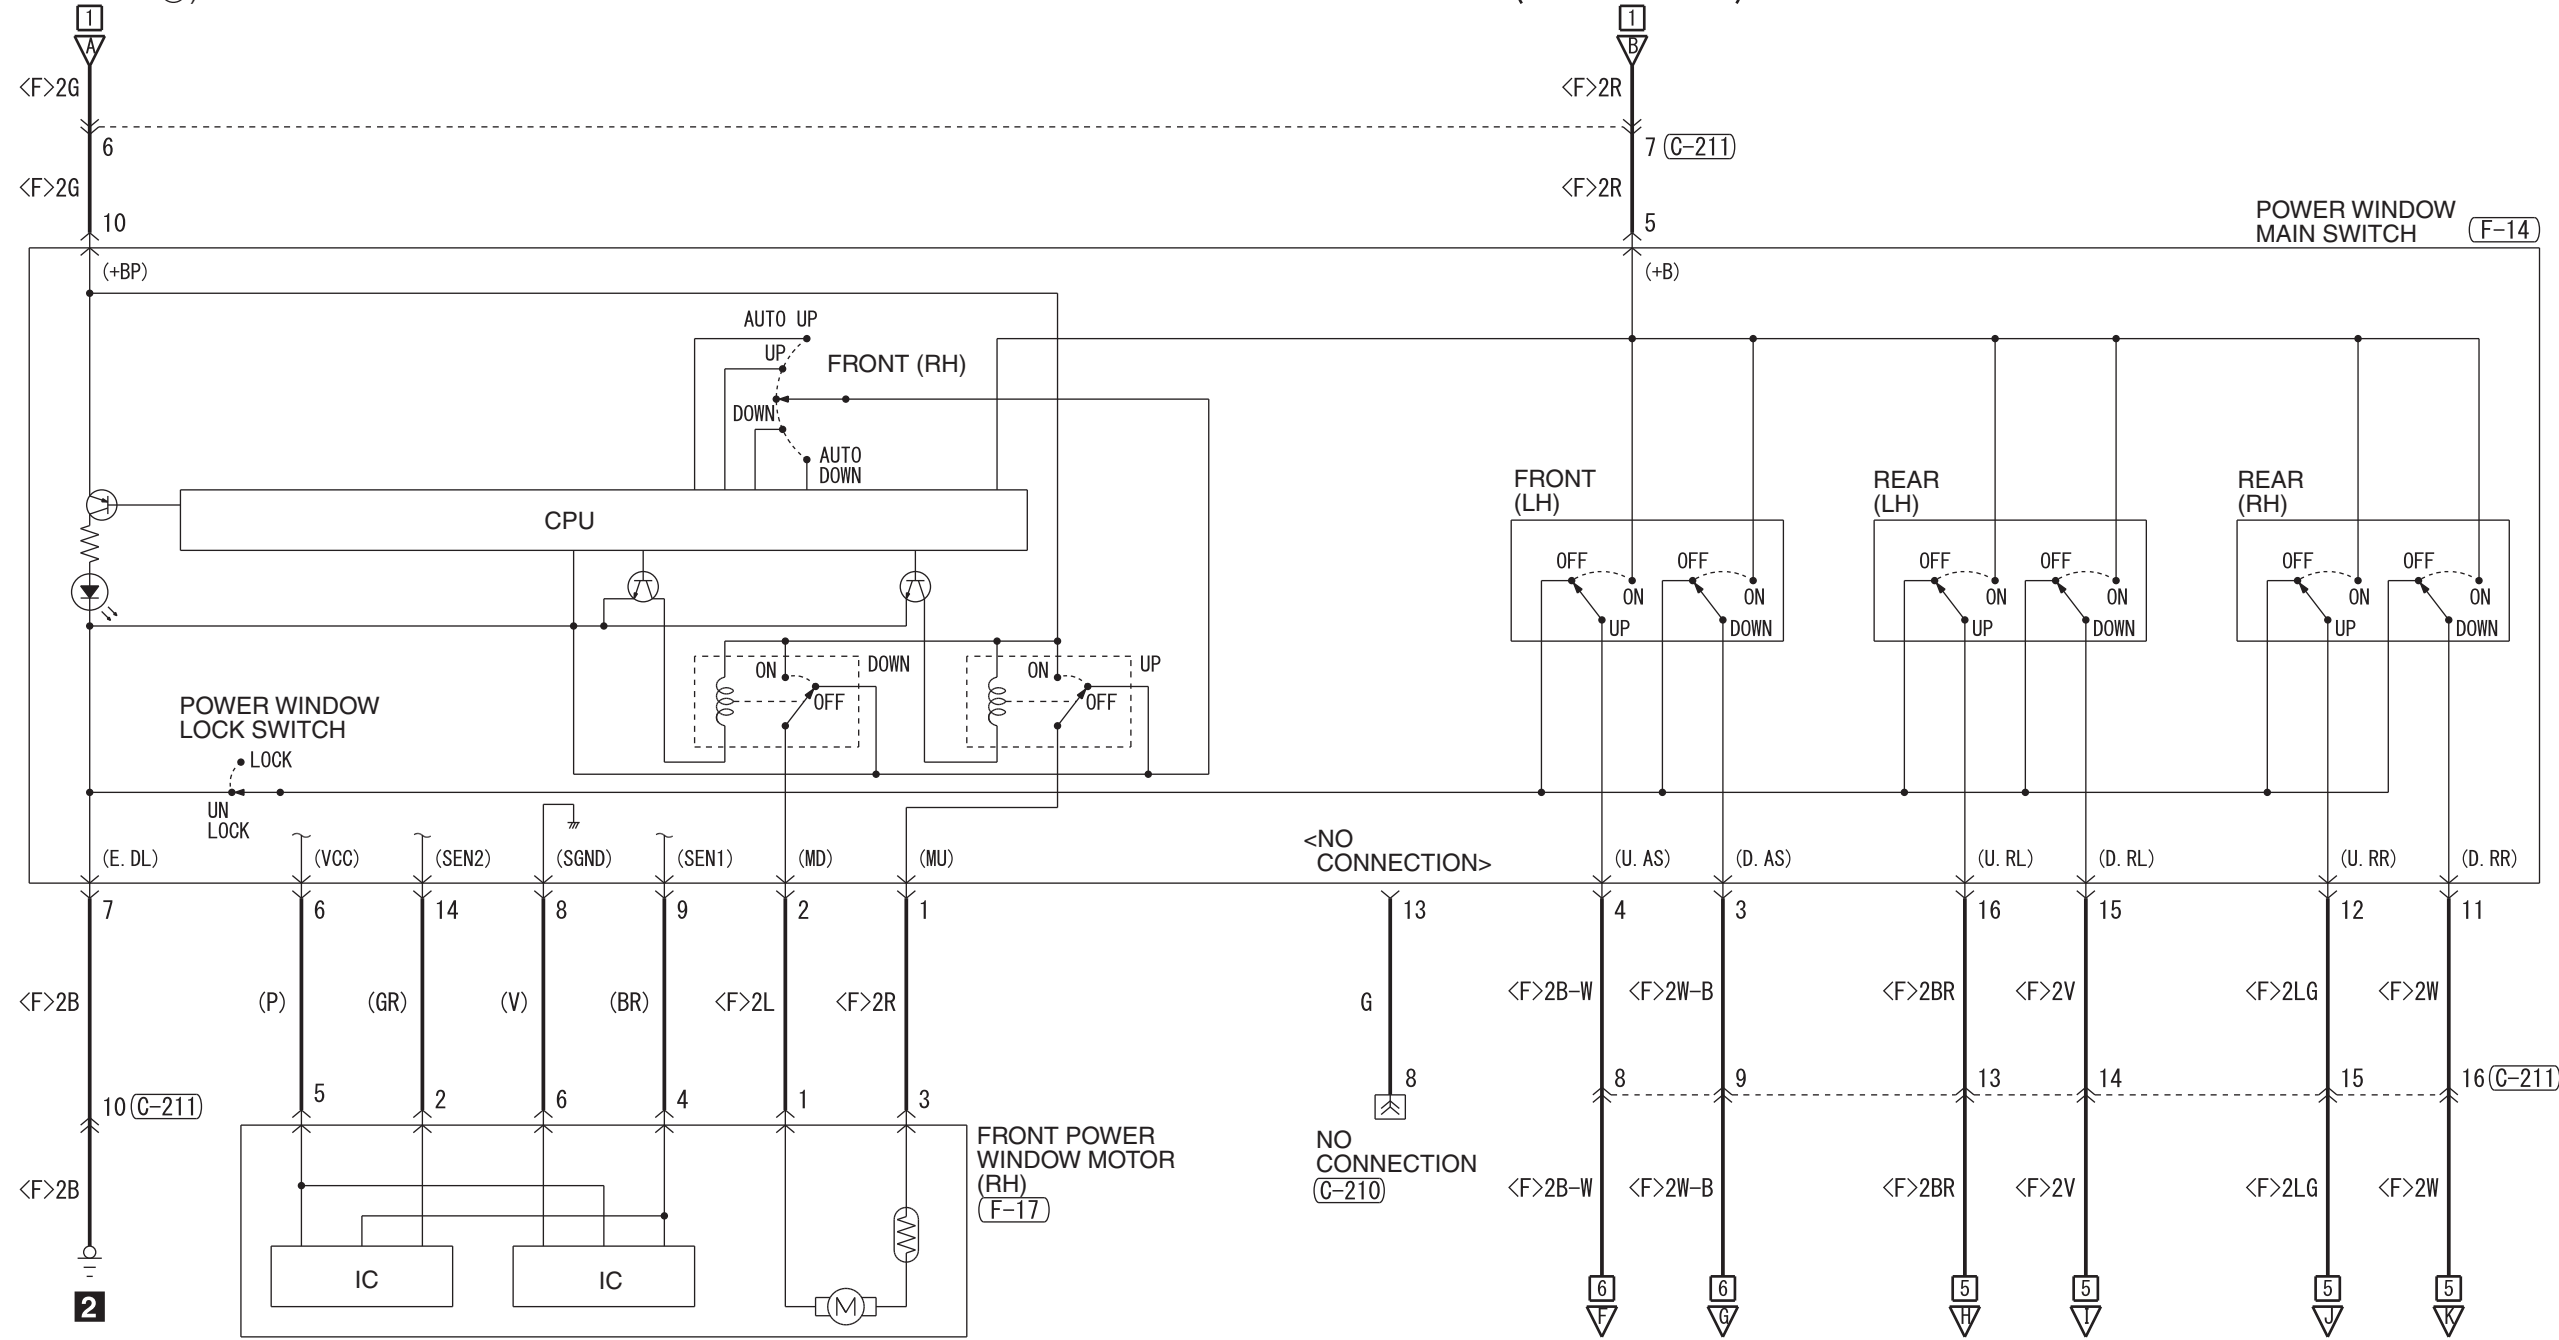 1
1
A
B
<F>2G
<F>2R
6
7 C-211
<F>2G
<F>2R
10
5
POWER WINDOW
MAIN SWITCH
F-14
(+BP)
(+B)
AUTO UP
UP
FRONT (RH)
DOWN
AUTO
DOWN
FRONT
(LH)
REAR
(LH)
REAR
(RH)
CPU
OFF
ON
UP
OFF
ON
DOWN
OFF
ON
UP
OFF
ON
DOWN
OFF
ON
UP
OFF
ON
DOWN
ON
OFF
DOWN
ON
OFF
UP
POWER WINDOW
LOCK SWITCH
LOCK
UN
LOCK
<NO
CONNECTION>
(E. DL)
(VCC)
(SEN2)
(SGND)
(SEN1)
(MD)
(MU)
(U. AS)
(D. AS)
(U. RL)
(D. RL)
(U. RR)
(D. RR)
7
6
14
8
9
2
1
13
4
3
16
15
12
11
<F>2B
(P)
(GR)
(V)
(BR)
<F>2L
<F>2R
G
<F>2B-W
<F>2W-B
<F>2BR
<F>2V
<F>2LG
<F>2W
10 C-211
5
2
6
4
1
3
8
8
9
13
14
15
16 C-211
FRONT POWER
WINDOW MOTOR
(RH)
F-17
NO
CONNECTION
C-210
<F>2B
<F>2B-W
<F>2W-B
<F>2BR
<F>2V
<F>2LG
<F>2W
IC
IC
M
2
6
6
5
5
5
5
F
G
H
I
J
K